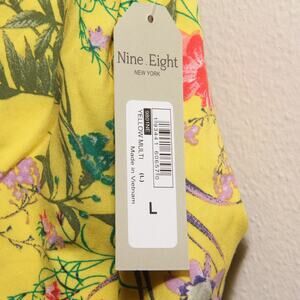 Nine Eight
NEW YORK
YELLOW MULTI (L)
Made in Vietnam
L